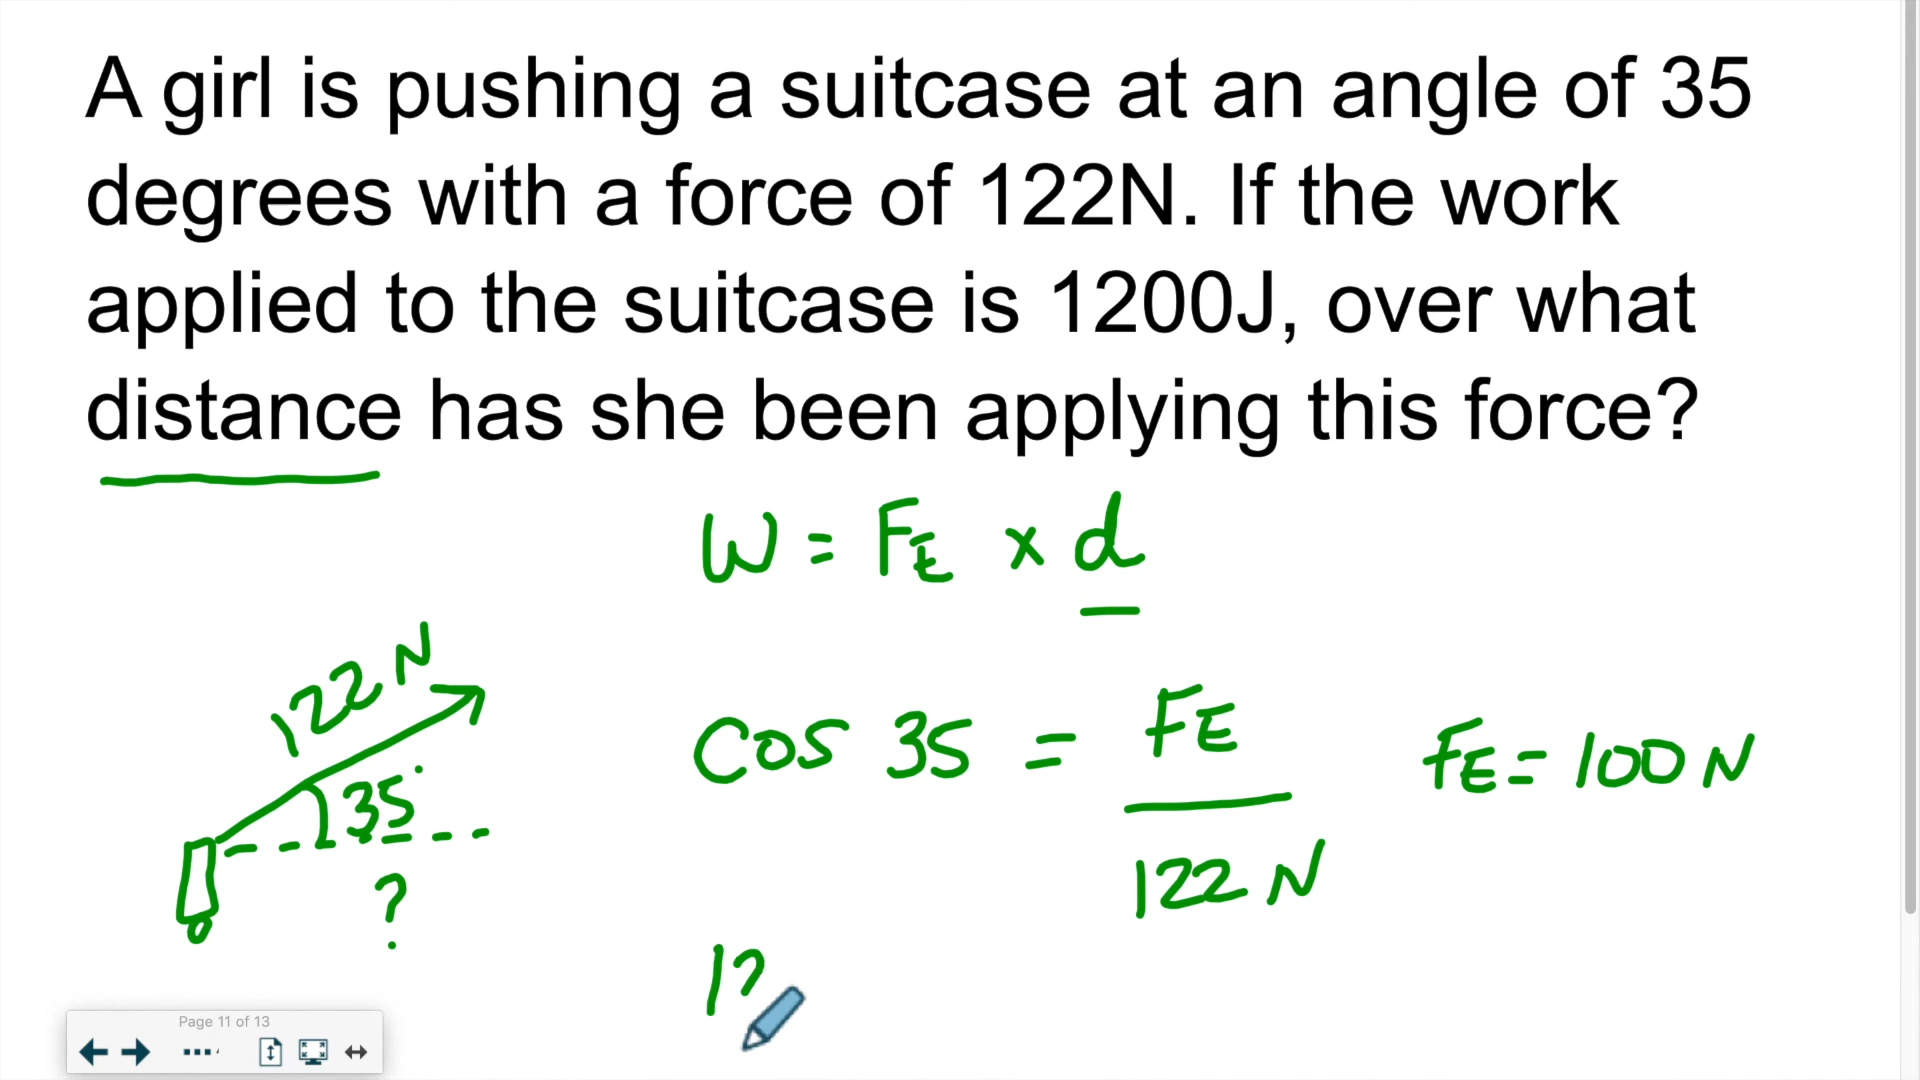 A girl is pushing a suitcase at an angle of 35
degrees with a force of 122N. If the work
applied to the suitcase is 1200J, over what
distance has she been applying this force?
W = FE × d
122 N
35°
?
cos 35 = FE
122 N
FE = 100 N
12
Page 11 of 13